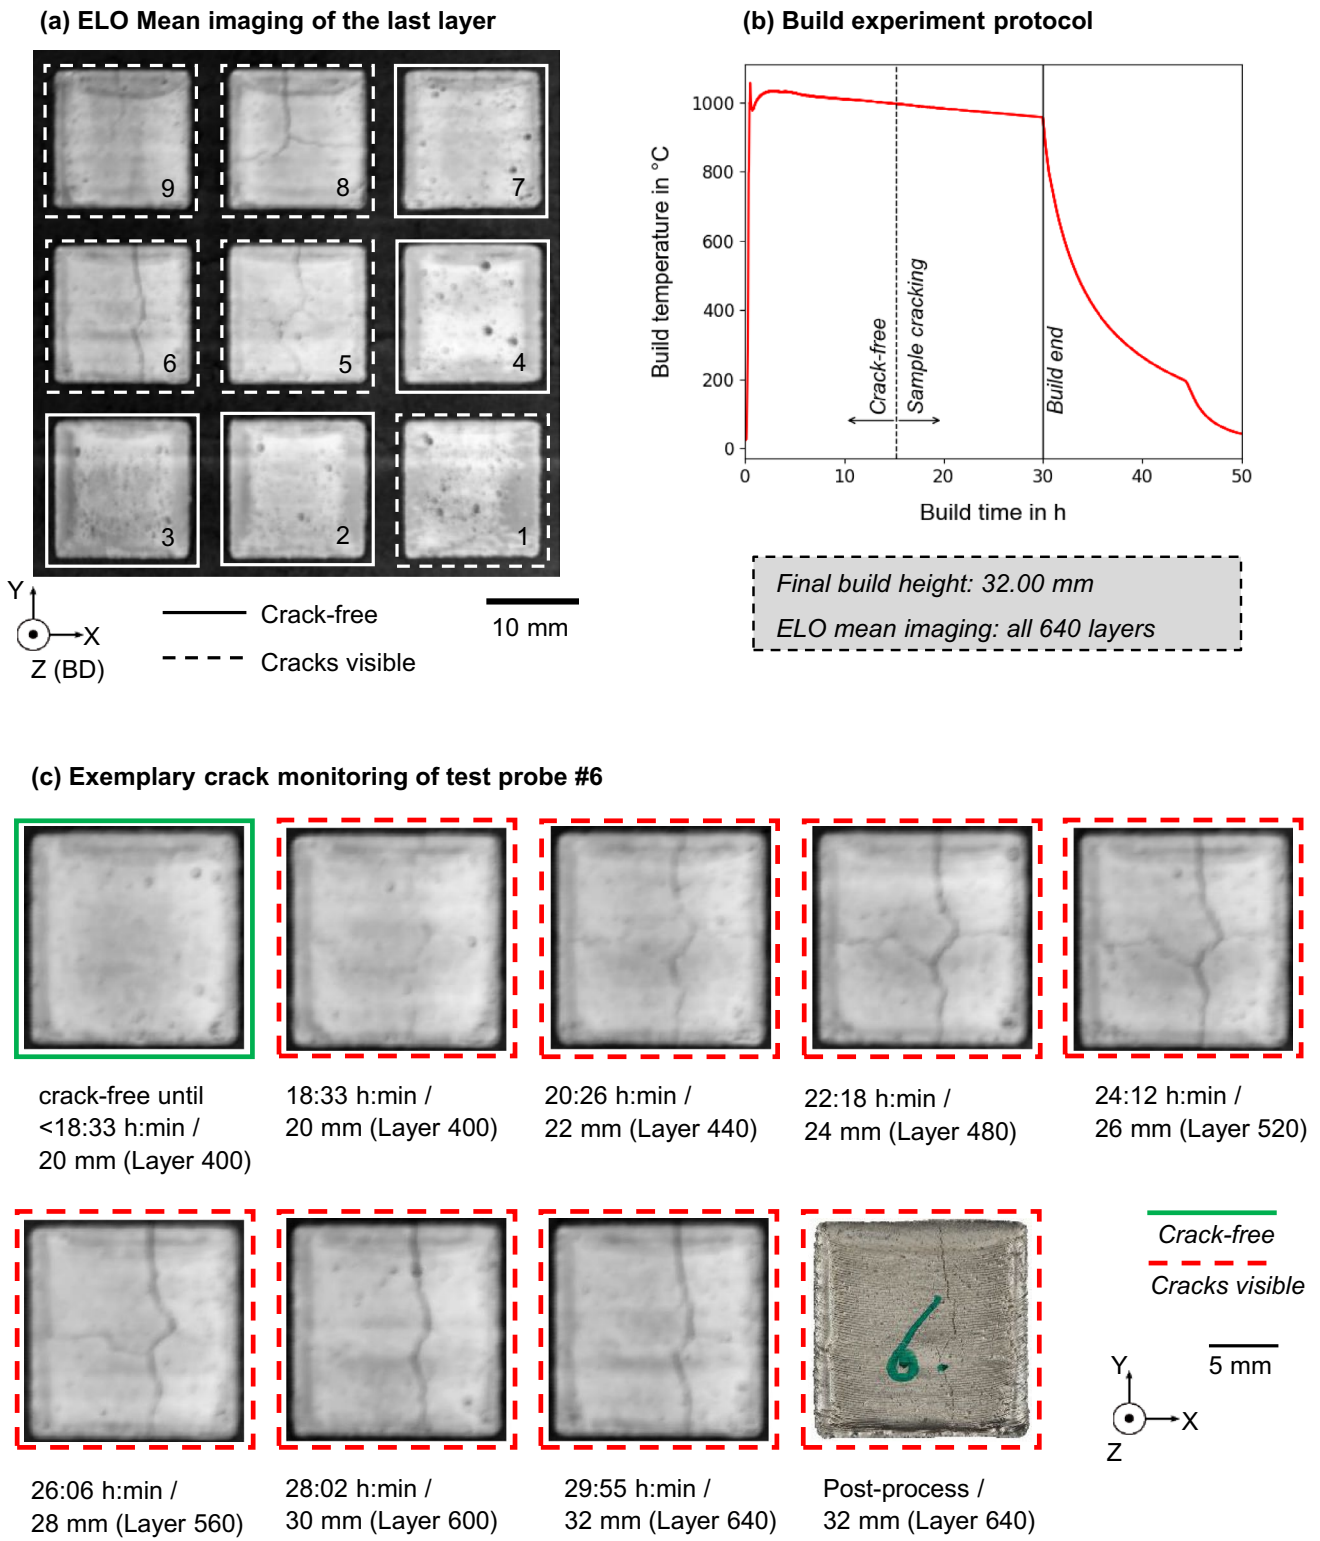 (a) ELO Mean imaging of the last layer
9
8
7
6
5
4
3
2
1
Y
X
Z (BD)
Crack-free
Cracks visible
10 mm
(b) Build experiment protocol
Build temperature in °C
1000
800
600
400
200
0
Crack-free
Sample cracking
Build end
0
10
20
30
40
50
Build time in h
Final build height: 32.00 mm
ELO mean imaging: all 640 layers
(c) Exemplary crack monitoring of test probe #6
crack-free until
<18:33 h:min /
20 mm (Layer 400)
18:33 h:min /
20 mm (Layer 400)
20:26 h:min /
22 mm (Layer 440)
22:18 h:min /
24 mm (Layer 480)
24:12 h:min /
26 mm (Layer 520)
6.
26:06 h:min /
28 mm (Layer 560)
28:02 h:min /
30 mm (Layer 600)
29:55 h:min /
32 mm (Layer 640)
Post-process /
32 mm (Layer 640)
Crack-free
Cracks visible
5 mm
Y
X
Z